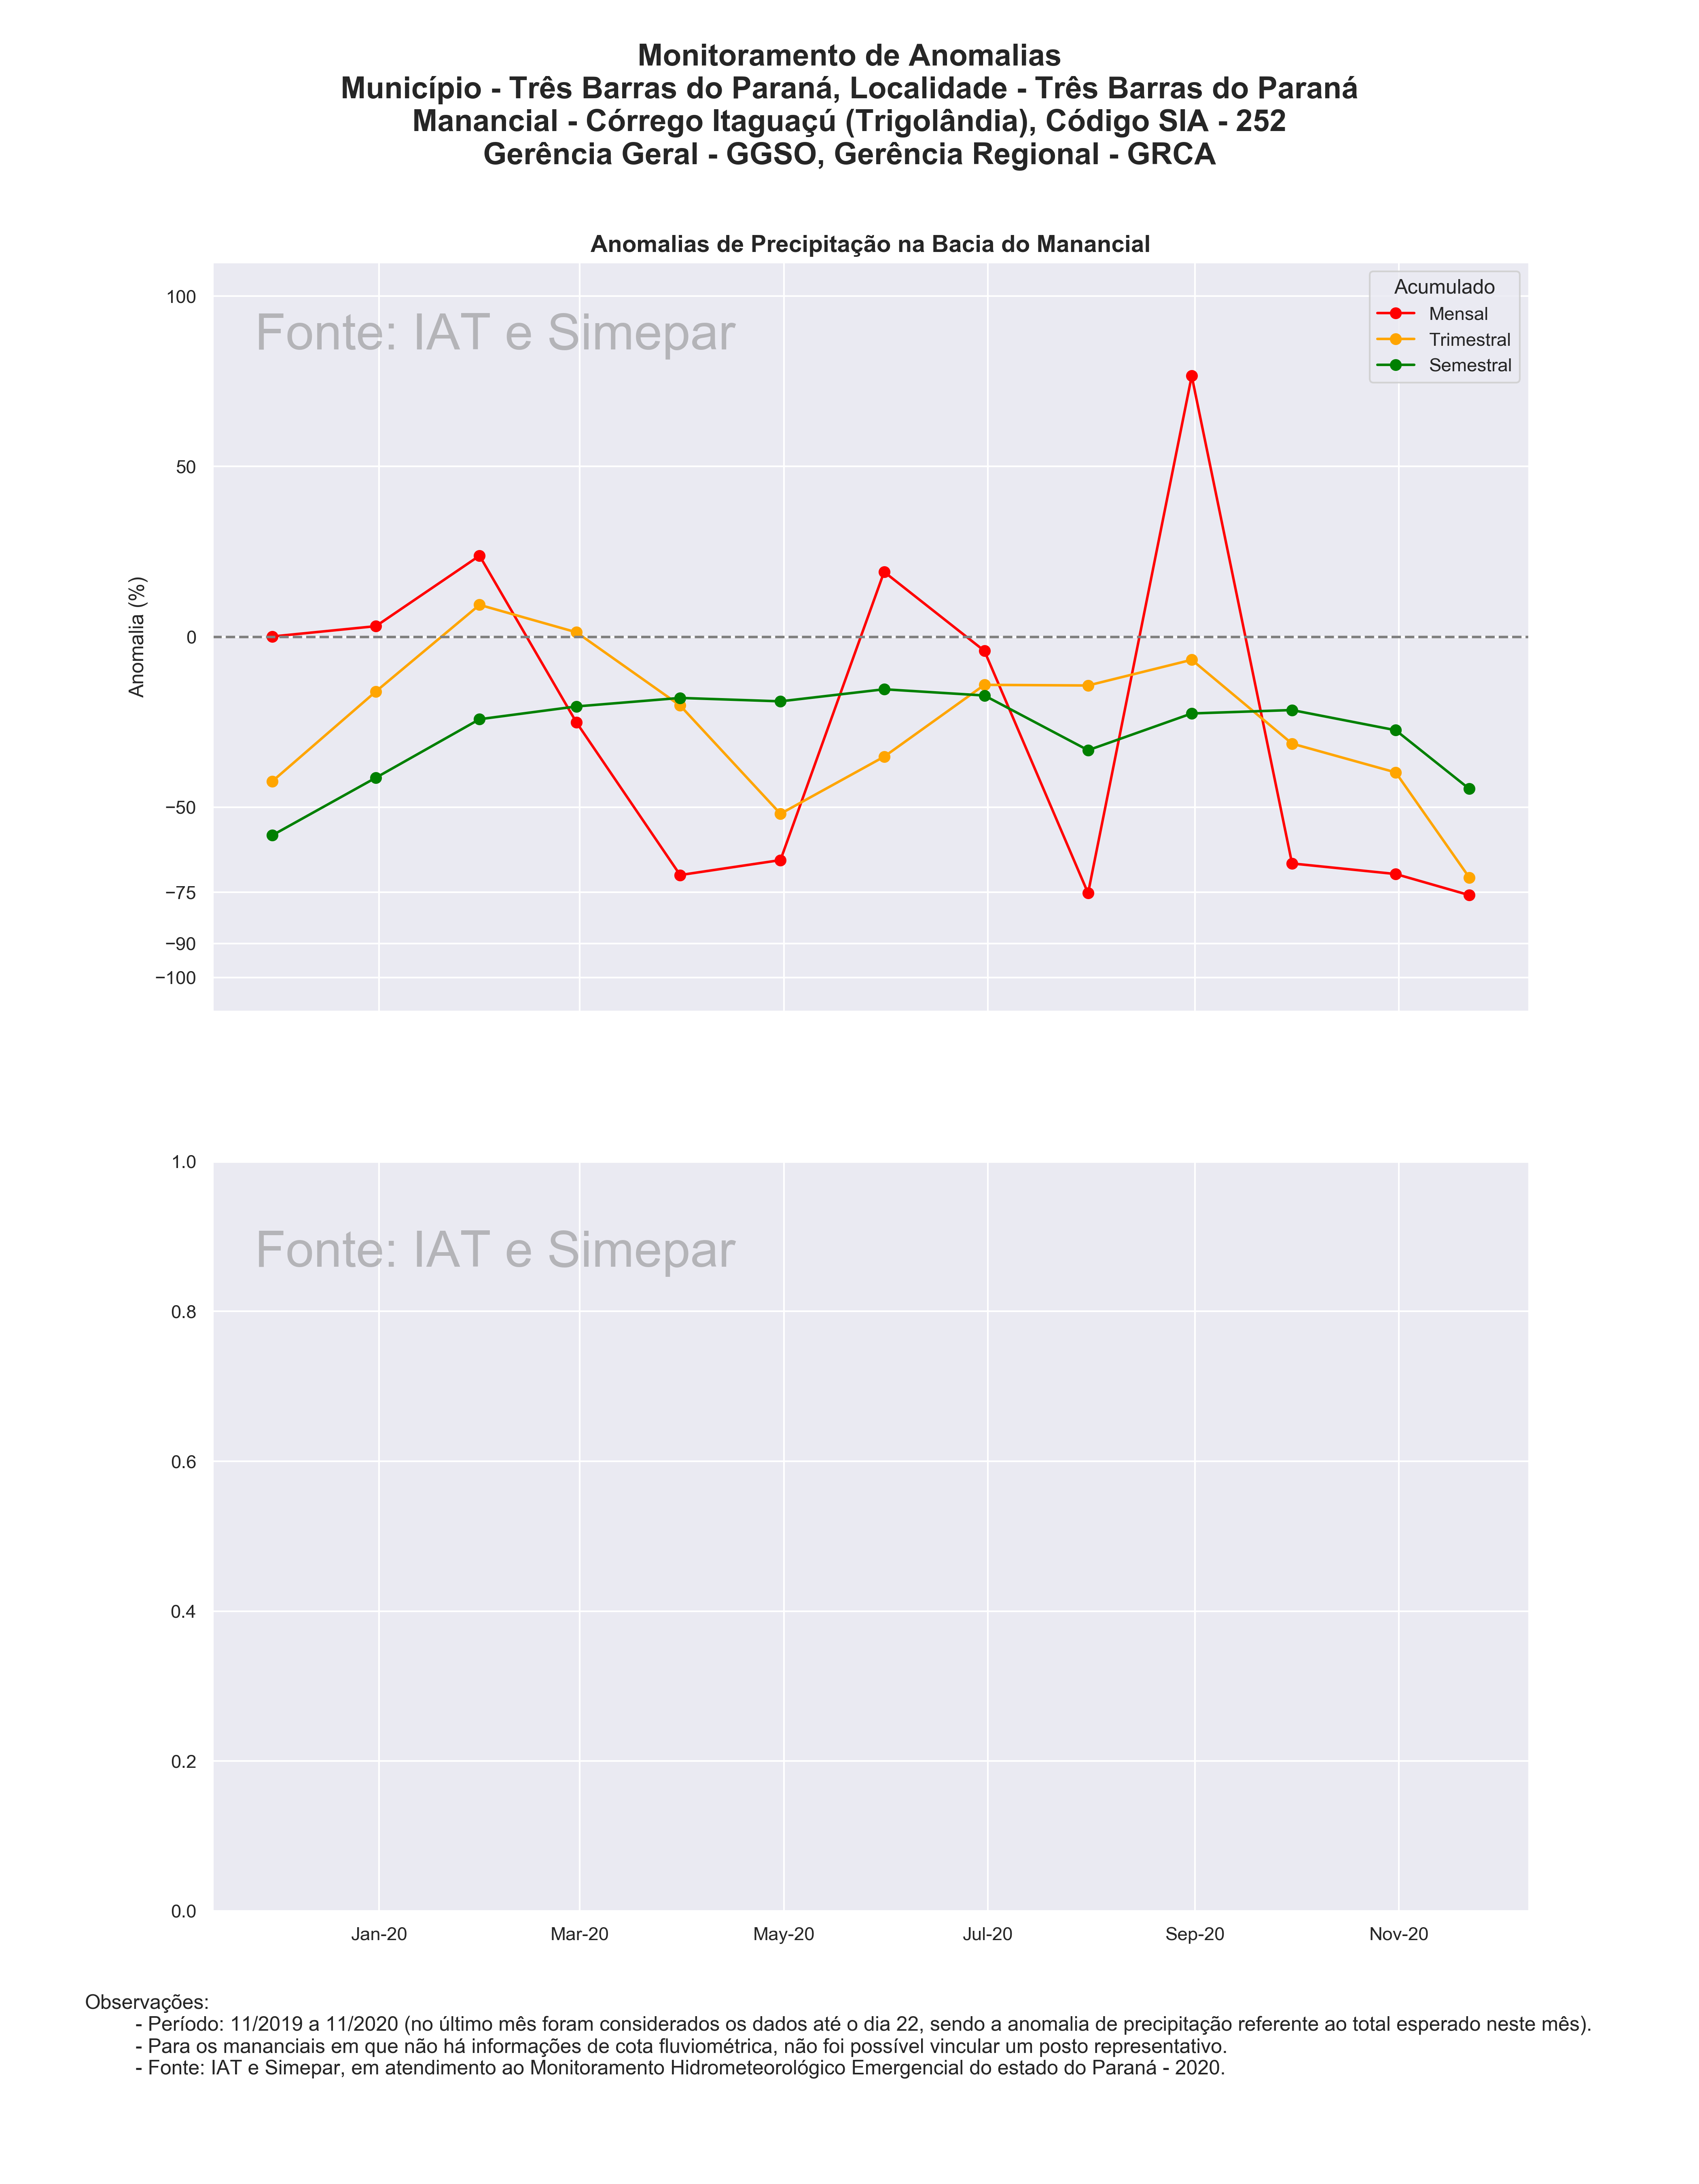 Monitoramento de Anomalias
Município - Três Barras do Paraná, Localidade - Três Barras do Paraná
Manancial - Córrego Itaguaçú (Trigolândia), Código SIA - 252
Gerência Geral - GGSO, Gerência Regional - GRCA
Anomalias de Precipitação na Bacia do Manancial
Fonte: IAT e Simepar
Acumulado
Mensal
Trimestral
Semestral
Anomalia (%)
100
50
0
−50
−75
−90
−100
Fonte: IAT e Simepar
1.0
0.8
0.6
0.4
0.2
0.0
Jan-20 Mar-20 May-20 Jul-20 Sep-20 Nov-20
Observações:
- Período: 11/2019 a 11/2020 (no último mês foram considerados os dados até o dia 22, sendo a anomalia de precipitação referente ao total esperado neste mês).
- Para os mananciais em que não há informações de cota fluviométrica, não foi possível vincular um posto representativo.
- Fonte: IAT e Simepar, em atendimento ao Monitoramento Hidrometeorológico Emergencial do estado do Paraná - 2020.